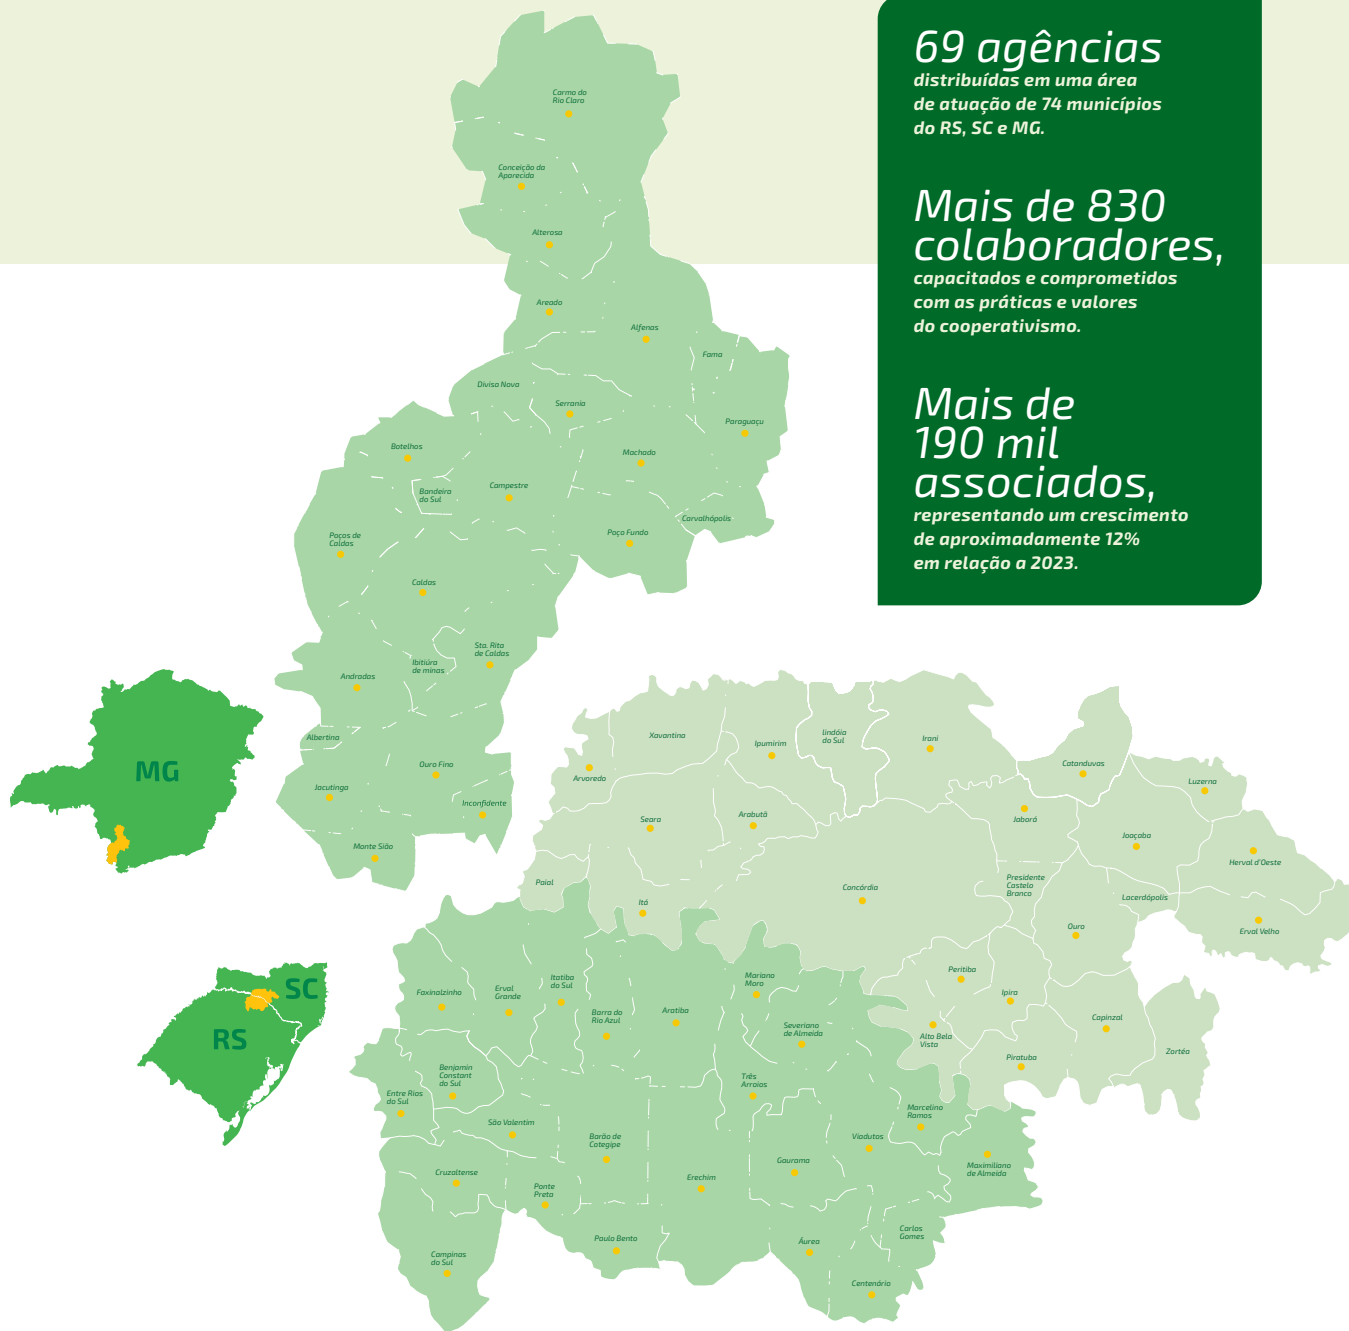 69 agências
distribuídas em uma área
de atuação de 74 municípios
do RS, SC e MG.
Mais de 830
colaboradores,
capacitados e comprometidos
com as práticas e valores
do cooperativismo.
Mais de
190 mil
associados,
representando um crescimento
de aproximadamente 12%
em relação a 2023.
Carmo do
Rio Claro
Conceição da
Aparecida
Alterosa
Areado
Alfenas
Fama
Divisa Nova
Serrania
Paraguaçu
Botelhos
Machado
Bandeira
do Sul
Campestre
Carvalhópolis
Poço Fundo
Poços de
Caldas
Caldas
Sta. Rita
de Caldas
Ibitiúra
de minas
Andradas
Albertina
Ouro Fino
Jacutinga
Inconfidente
Monte Sião
MG
SC
RS
Xavantina
Ipumirim
lindóia
do Sul
Irani
Arvoredo
Catanduvas
Luzerna
Seara
Arabutã
Jaborá
Joaçaba
Herval d'Oeste
Paial
Itá
Concórdia
Presidente
Castelo
Branco
Lacerdópolis
Ouro
Erval Velho
Peritiba
Ipira
Alto Bela
Vista
Piratuba
Capinzal
Zortéa
Faxinalzinho
Erval
Grande
Itatiba
do Sul
Barra do
Rio Azul
Aratiba
Mariano
Moro
Severiano
de Almeida
Benjamin
Constant
do Sul
Entre Rios
do Sul
São Valentim
Três
Arroios
Marcelino
Ramos
Barão de
Cotegipe
Viadutos
Gaurama
Maximiliano
de Almeida
Cruzaltense
Ponte
Preta
Erechim
Paulo Bento
Carlos
Gomes
Áurea
Campinas
do Sul
Centenário